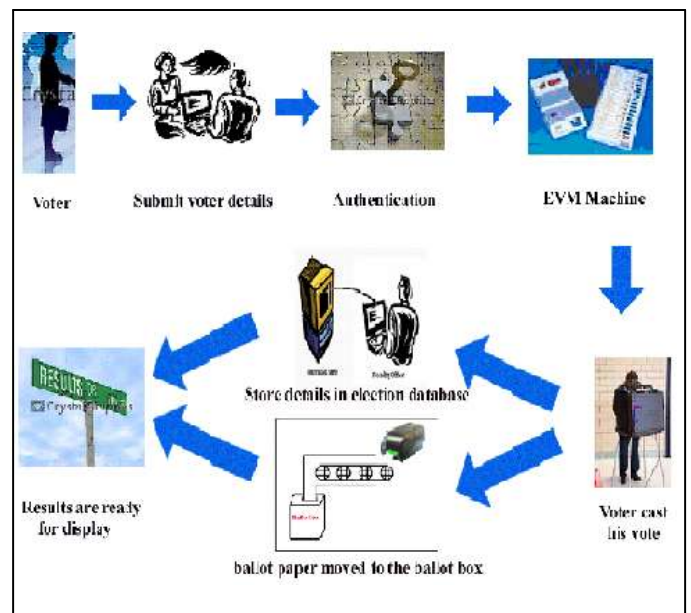 Voter
Submit voter details
Authentication
EVM Machine
Store details in election database
RESULTS
Results are ready
for display
Voter cast
his vote
ballot paper moved to the ballot box